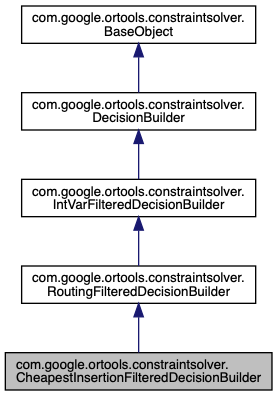 com.google.ortools.constraintsolver.
BaseObject
com.google.ortools.constraintsolver.
DecisionBuilder
com.google.ortools.constraintsolver.
IntVarFilteredDecisionBuilder
com.google.ortools.constraintsolver.
RoutingFilteredDecisionBuilder
com.google.ortools.constraintsolver.
CheapestInsertionFilteredDecisionBuilder